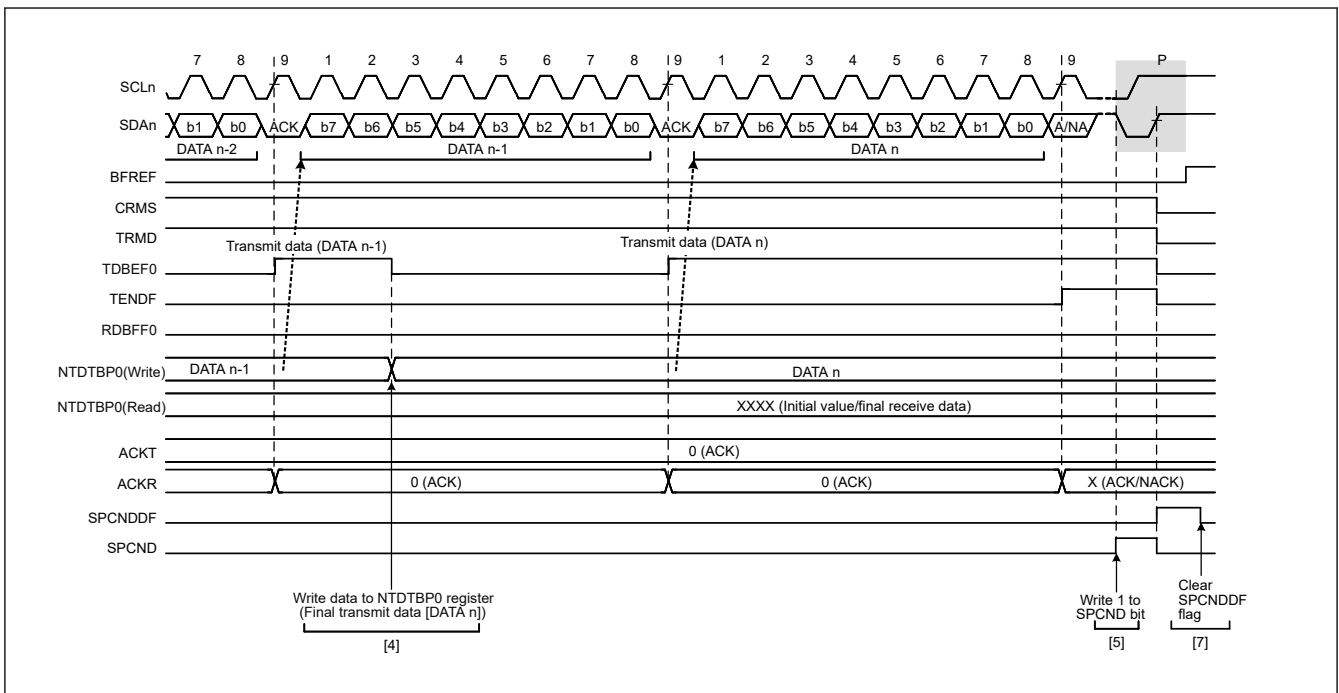 7 8 9 1 2 3 4 5 6 7 8 9 1 2 3 4 5 6 7 8 9 P
SCLn
SDAn b1 b0 ACK b7 b6 b5 b4 b3 b2 b1 b0 ACK b7 b6 b5 b4 b3 b2 b1 b0 A/NA
DATA n-2 DATA n-1 DATA n
BFREF
CRMS
TRMD
Transmit data (DATA n-1) Transmit data (DATA n)
TDBEF0
TENDF
RDBFF0
NTDTBP0(Write) DATA n-1 DATA n
NTDTBP0(Read) XXXX (Initial value/final receive data)
ACKT 0 (ACK)
ACKR 0 (ACK) 0 (ACK) X (ACK/NACK)
SPCNDDF
SPCND
Write data to NTDTBP0 register
(Final transmit data [DATA n])
[4]
Write 1 to
SPCND bit
[5]
Clear
SPCNDDF
flag
[7]